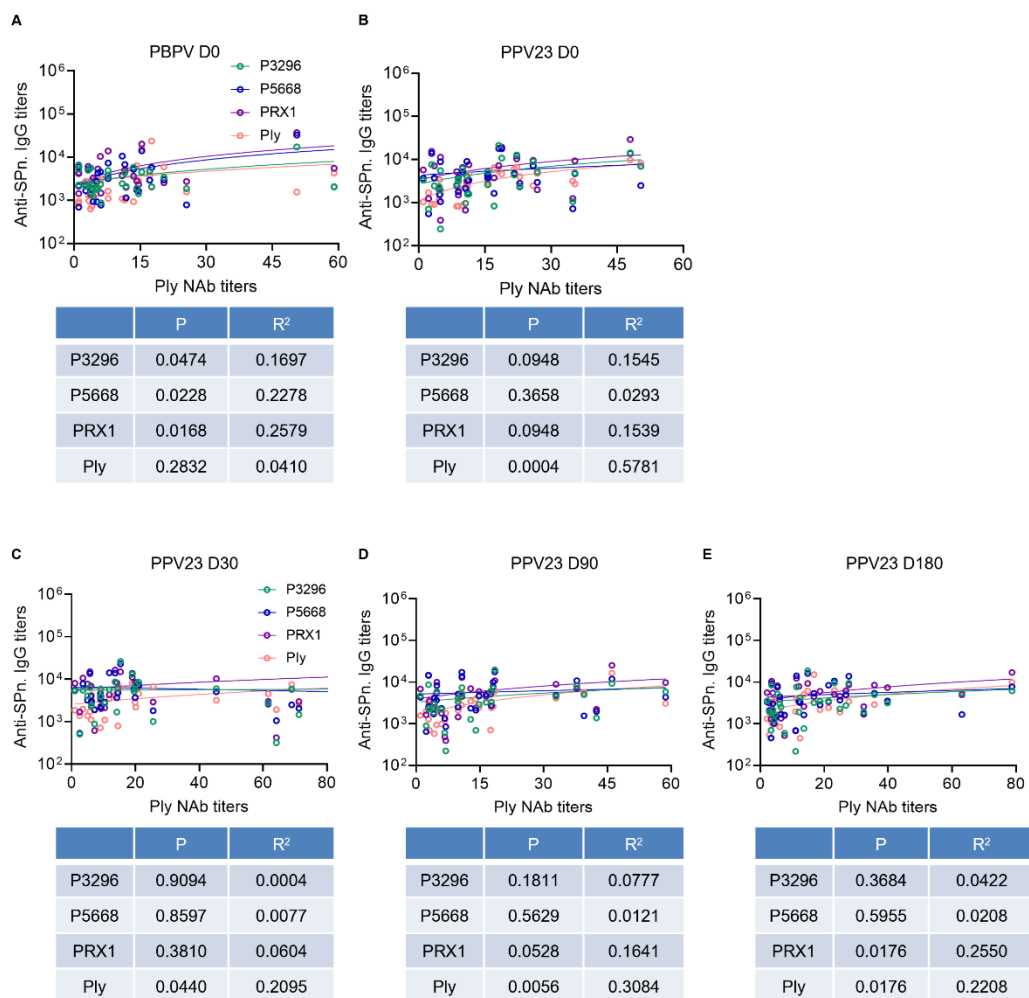 A
PBPV D0
Anti-SPn. IgG titers
10⁶
10⁵
10⁴
10³
10²
0 15 30 45 60
Ply NAb titers
P3296
P5668
PRX1
Ply
P R²
P3296 0.0474 0.1697
P5668 0.0228 0.2278
PRX1 0.0168 0.2579
Ply 0.2832 0.0410
B
PPV23 D0
Anti-SPn. IgG titers
10⁶
10⁵
10⁴
10³
10²
0 15 30 45 60
Ply NAb titers
P R²
P3296 0.0948 0.1545
P5668 0.3658 0.0293
PRX1 0.0948 0.1539
Ply 0.0004 0.5781
C
PPV23 D30
Anti-SPn. IgG titers
10⁶
10⁵
10⁴
10³
10²
0 20 40 60 80
Ply NAb titers
P3296
P5668
PRX1
Ply
P R²
P3296 0.9094 0.0004
P5668 0.8597 0.0077
PRX1 0.3810 0.0604
Ply 0.0440 0.2095
D
PPV23 D90
Anti-SPn. IgG titers
10⁶
10⁵
10⁴
10³
10²
0 15 30 45 60
Ply NAb titers
P R²
P3296 0.1811 0.0777
P5668 0.5629 0.0121
PRX1 0.0528 0.1641
Ply 0.0056 0.3084
E
PPV23 D180
Anti-SPn. IgG titers
10⁶
10⁵
10⁴
10³
10²
0 20 40 60 80
Ply NAb titers
P R²
P3296 0.3684 0.0422
P5668 0.5955 0.0208
PRX1 0.0176 0.2550
Ply 0.0176 0.2208